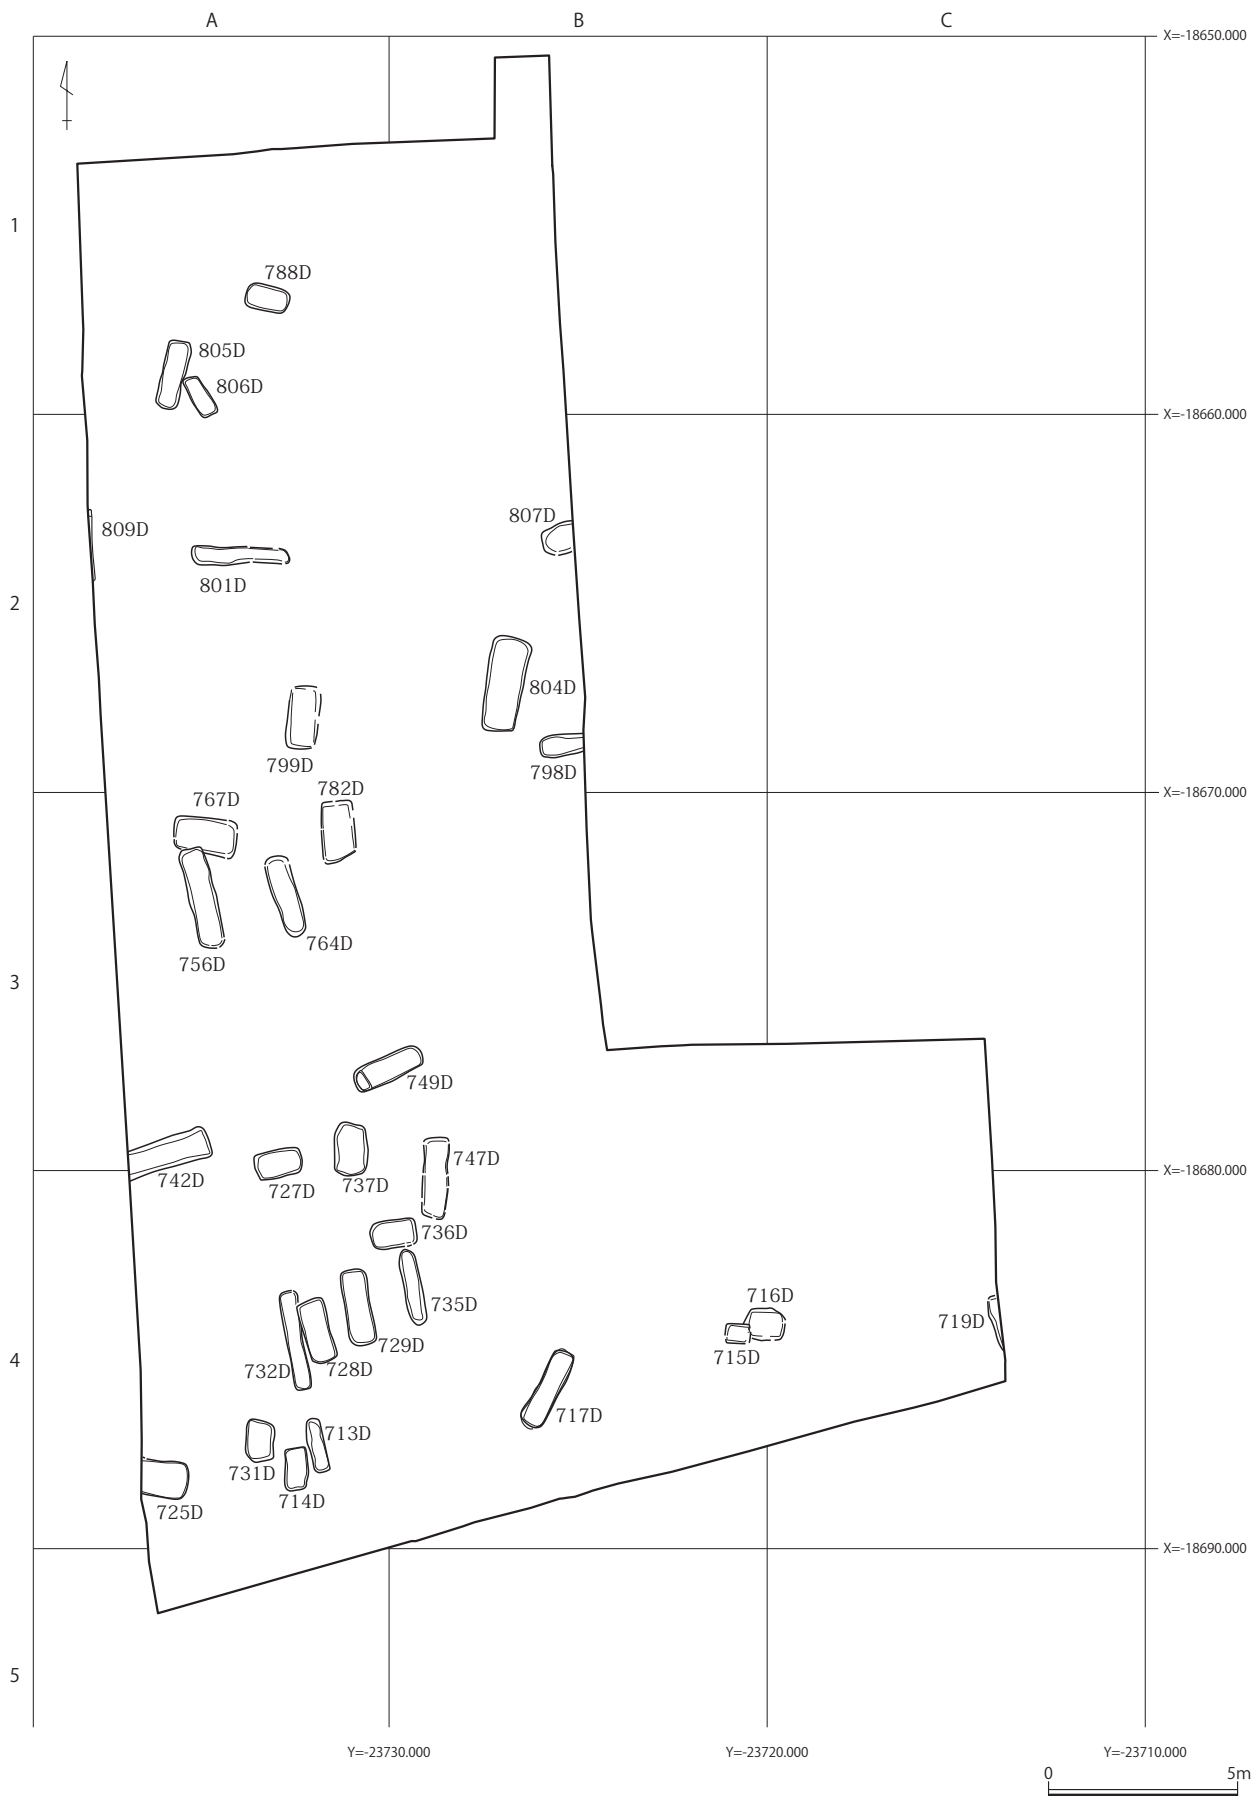 A B C
X=-18650.000
1
788D
805D
806D
X=-18660.000
807D
809D
801D
2
804D
799D
798D
782D
X=-18670.000
767D
764D
756D
3
749D
747D
742D
727D
737D
X=-18680.000
736D
716D
735D
719D
729D
715D
4
732D
728D
717D
713D
731D
714D
725D
X=-18690.000
5
Y=-23730.000 Y=-23720.000 Y=-23710.000
0 5m